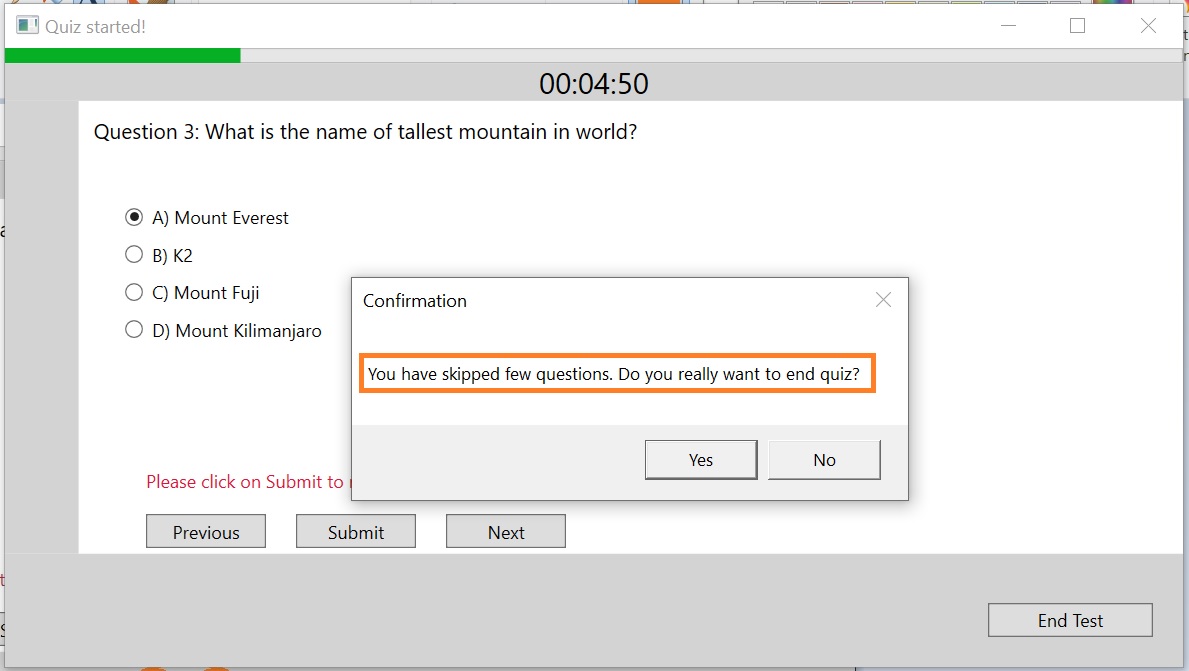 Quiz started!
00:04:50
Question 3: What is the name of tallest mountain in world?
A) Mount Everest
B) K2
C) Mount Fuji
D) Mount Kilimanjaro
Confirmation
You have skipped few questions. Do you really want to end quiz?
Yes No
Please click on Submit to
Previous Submit Next
End Test